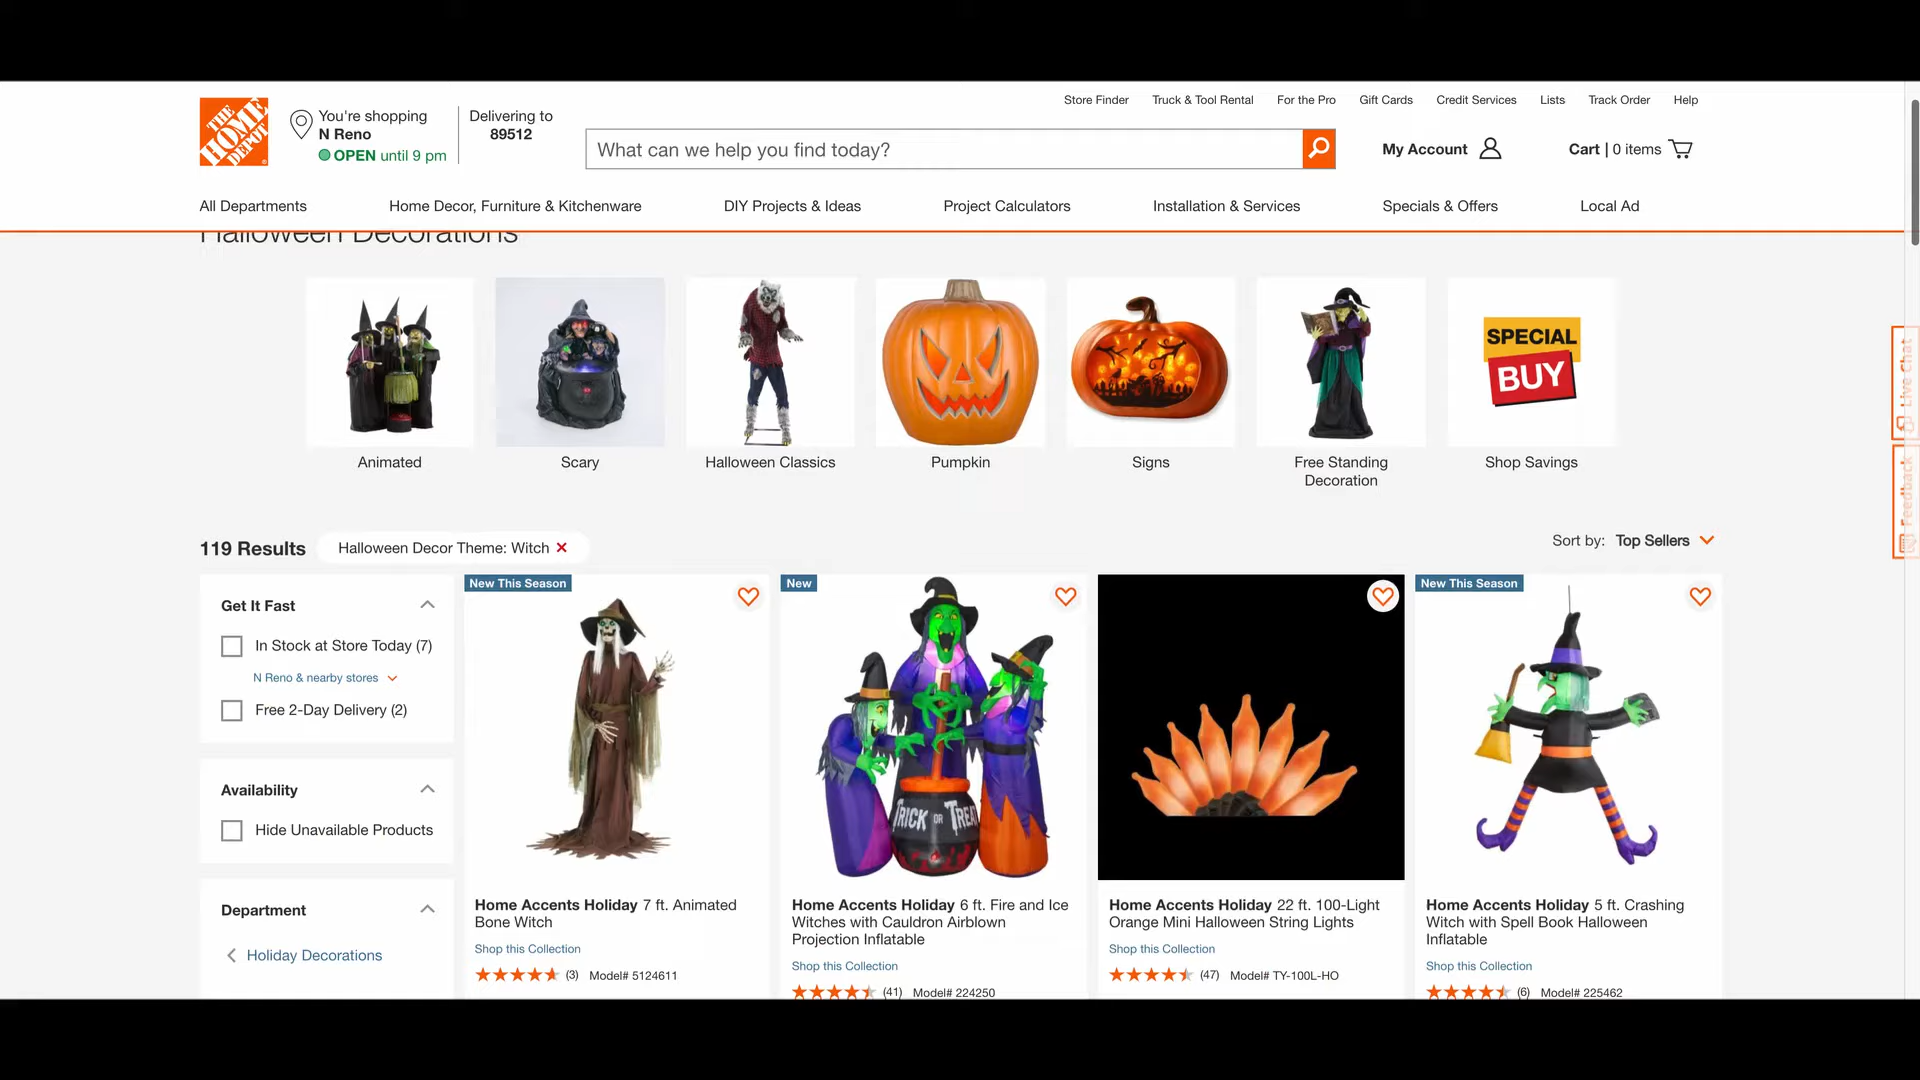 Store Finder Truck & Tool Rental For the Pro Gift Cards Credit Services Lists Track Order Help
THE HOME DEPOT
You're shopping
N Reno
OPEN until 9 pm
Delivering to
89512
What can we help you find today?
My Account
Cart | 0 items
All Departments Home Decor, Furniture & Kitchenware DIY Projects & Ideas Project Calculators Installation & Services Specials & Offers Local Ad
Halloween Decorations
SPECIAL
BUY
Animated
Scary
Halloween Classics
Pumpkin
Signs
Free Standing
Decoration
Shop Savings
Live Chat
Feedback
119 Results
Halloween Decor Theme: Witch
Sort by: Top Sellers
Get It Fast
In Stock at Store Today (7)
N Reno & nearby stores
Free 2-Day Delivery (2)
Availability
Hide Unavailable Products
Department
Holiday Decorations
New This Season
Home Accents Holiday 7 ft. Animated
Bone Witch
Shop this Collection
(3) Model# 5124611
New
TRICK OR TREAT
Home Accents Holiday 6 ft. Fire and Ice
Witches with Cauldron Airblown
Projection Inflatable
Shop this Collection
(41) Model# 224250
Home Accents Holiday 22 ft. 100-Light
Orange Mini Halloween String Lights
Shop this Collection
(47) Model# TY-100L-HO
New This Season
Home Accents Holiday 5 ft. Crashing
Witch with Spell Book Halloween
Inflatable
Shop this Collection
(6) Model# 225462